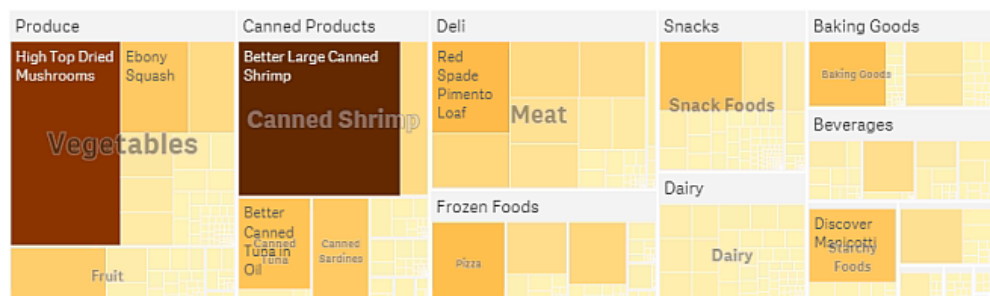 Produce
High Top Dried
Mushrooms
Ebony
Squash
Vegetables
Fruit
Canned Products
Better Large Canned
Shrimp
Canned Shrimp
Better
Canned
Tuna in
Oil
Canned
Tuna
Canned
Sardines
Deli
Red
Spade
Pimento
Loaf
Meat
Frozen Foods
Pizza
Snacks
Snack Foods
Dairy
Dairy
Baking Goods
Baking Goods
Beverages
Discover
Manicotti
Starchy
Foods